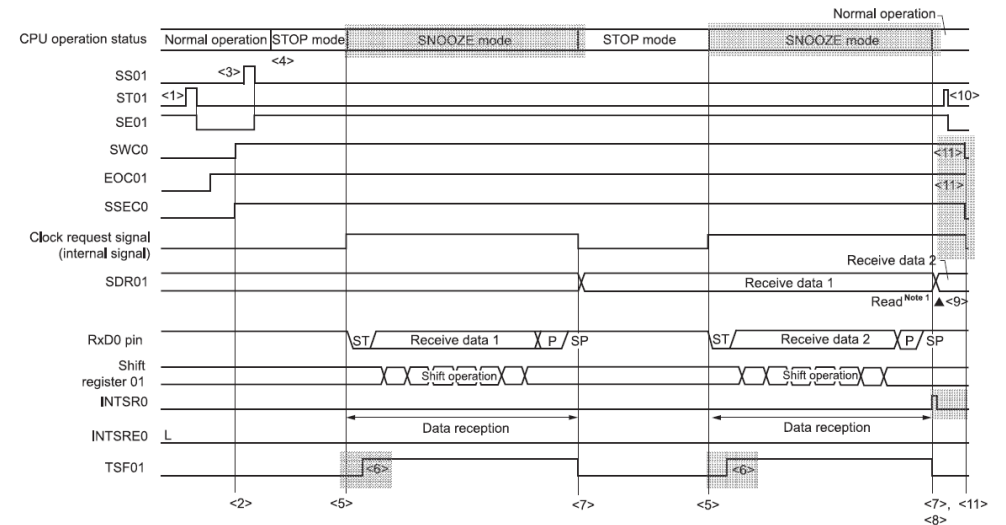 Normal operation
CPU operation status Normal operation STOP mode SNOOZE mode STOP mode SNOOZE mode
<4>
SS01 <3>
ST01 <1> <10>
SE01
SWC0 <11>
EOC01 <11>
SSEC0
Clock request signal
(internal signal)
Receive data 2
SDR01 Receive data 1
Read Note 1 ▲<9>
RxD0 pin ST Receive data 1 P SP ST Receive data 2 P SP
Shift
register 01 Shift operation Shift operation
INTSR0
Data reception Data reception
INTSRE0 L
TSF01 <6> <6>
<2> <5> <7> <5> <7>, <11>
<8>